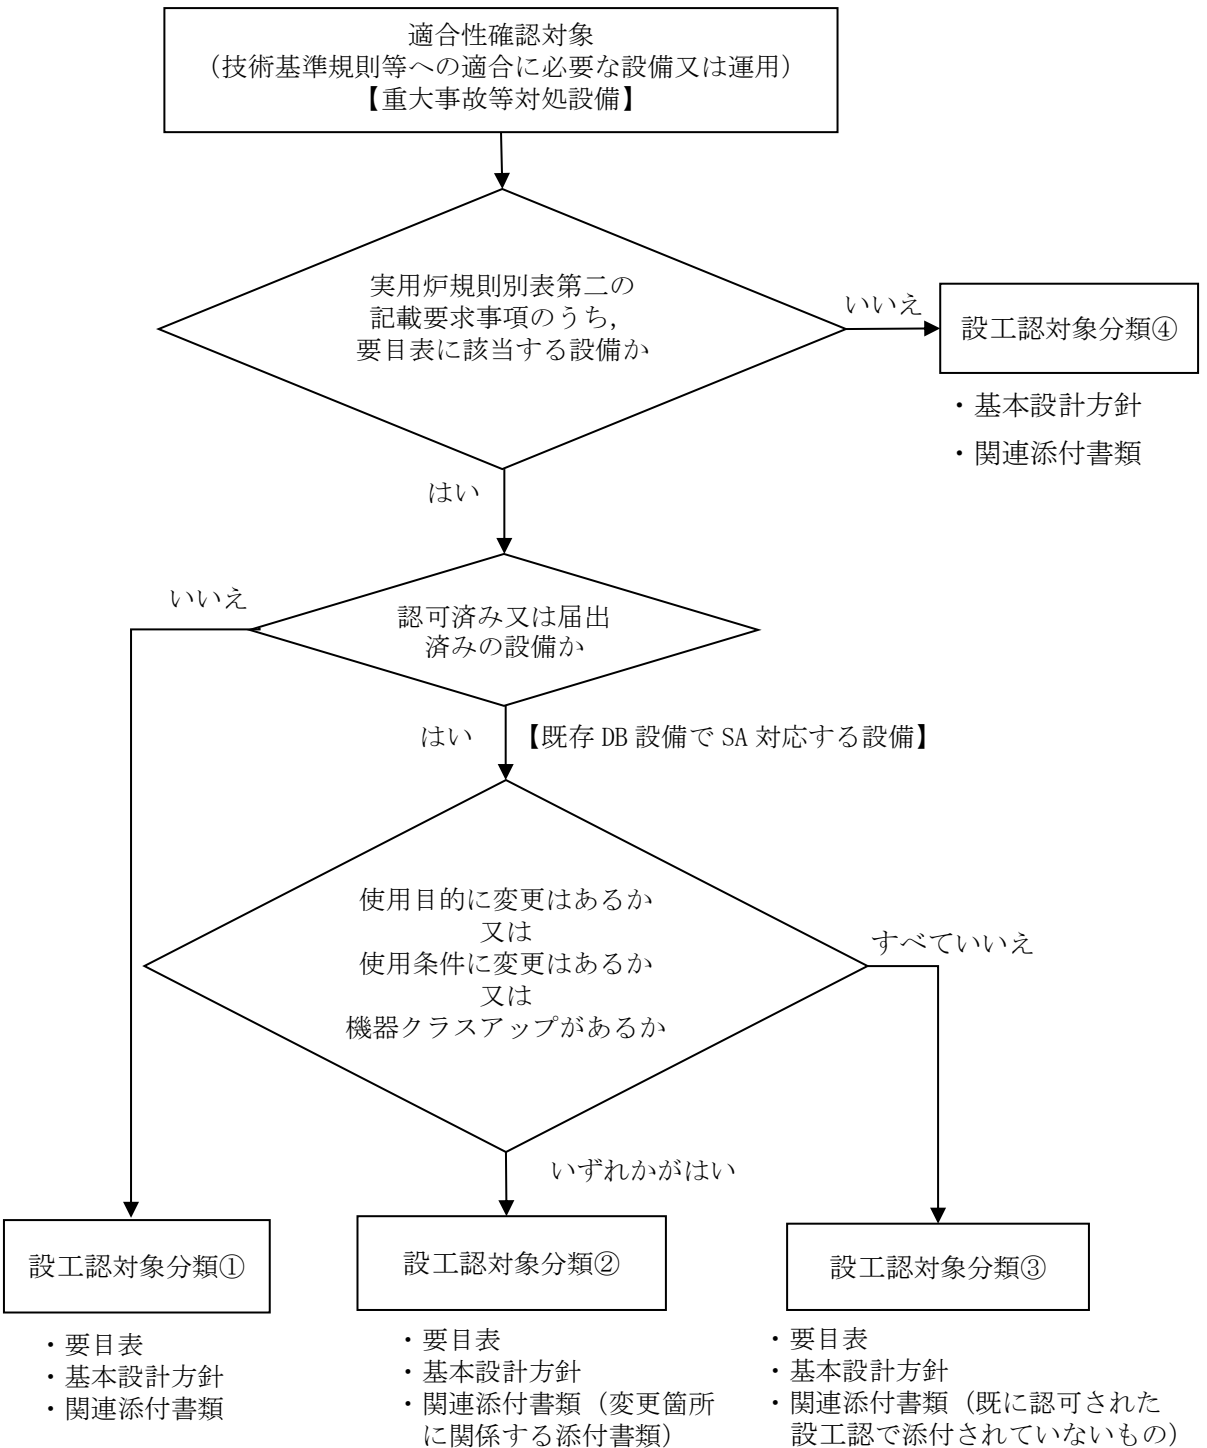 適合性確認対象
（技術基準規則等への適合に必要な設備又は運用）
【重大事故等対処設備】
実用炉規則別表第二の
記載要求事項のうち，
要目表に該当する設備か
いいえ
設工認対象分類④
・基本設計方針
・関連添付書類
はい
いいえ
認可済み又は届出
済みの設備か
はい
【既存 DB 設備で SA 対応する設備】
使用目的に変更はあるか
又は
使用条件に変更はあるか
又は
機器クラスアップがあるか
すべていいえ
いずれかがはい
設工認対象分類①
・要目表
・基本設計方針
・関連添付書類
設工認対象分類②
・要目表
・基本設計方針
・関連添付書類（変更箇所
に関係する添付書類）
設工認対象分類③
・要目表
・基本設計方針
・関連添付書類（既に認可された
設工認で添付されていないもの）